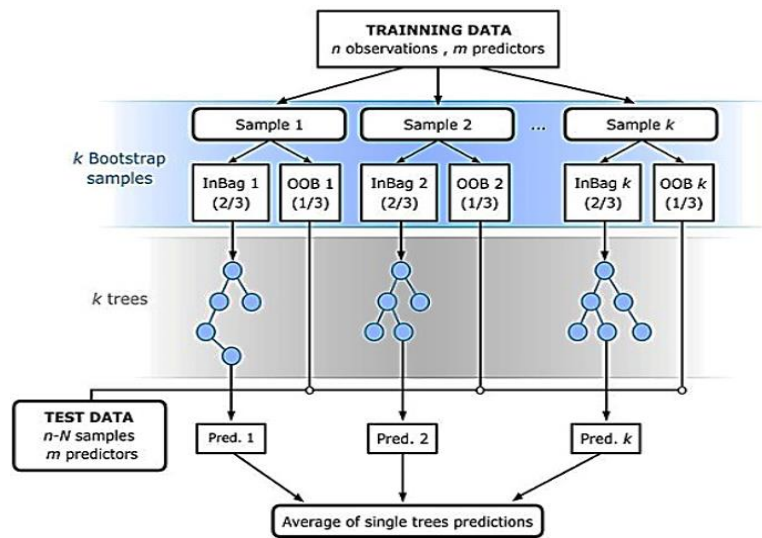 TRAINNING DATA
n observations , m predictors
Sample 1
Sample 2
...
Sample k
k Bootstrap
samples
InBag 1
(2/3)
OOB 1
(1/3)
InBag 2
(2/3)
OOB 2
(1/3)
InBag k
(2/3)
OOB k
(1/3)
k trees
TEST DATA
n-N samples
m predictors
Pred. 1
Pred. 2
Pred. k
Average of single trees predictions